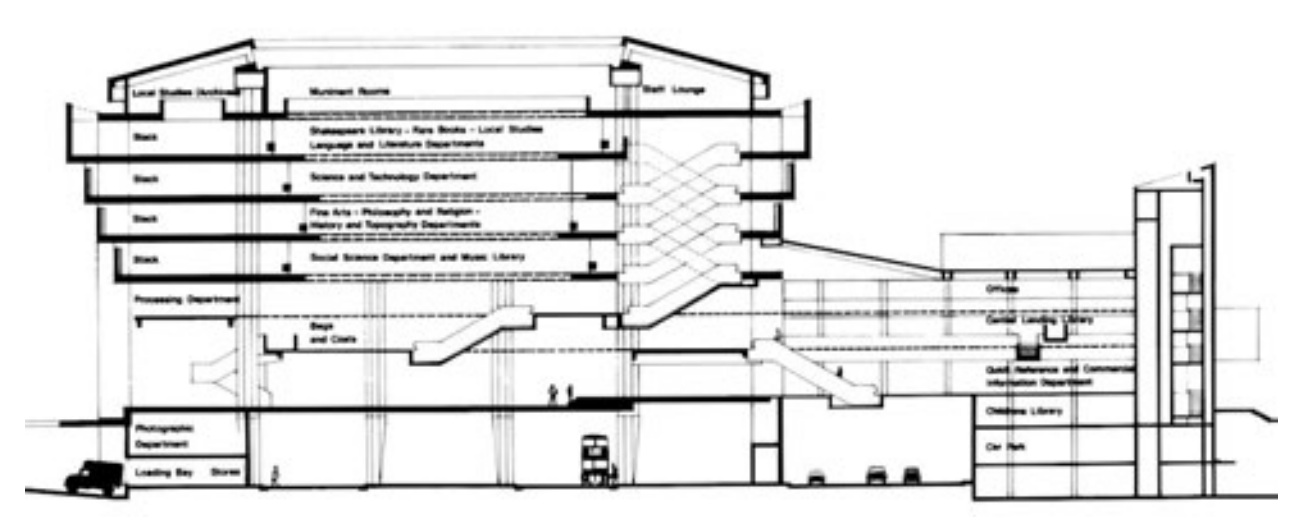 Local Studies (Archives)
Muniment Rooms
Staff Lounge
Stack
Shakespeare Library - Rare Books - Local Studies
Language and Literature Departments
Stack
Science and Technology Department
Stack
Fine Arts - Philosophy and Religion -
History and Topography Departments
Stack
Social Science Department and Music Library
Processing Department
Bags
and Coats
Offices
Central Lending Library
Quick Reference and Commercial
Information Department
Childrens Library
Car Park
Photographic
Department
Loading Bay Stores